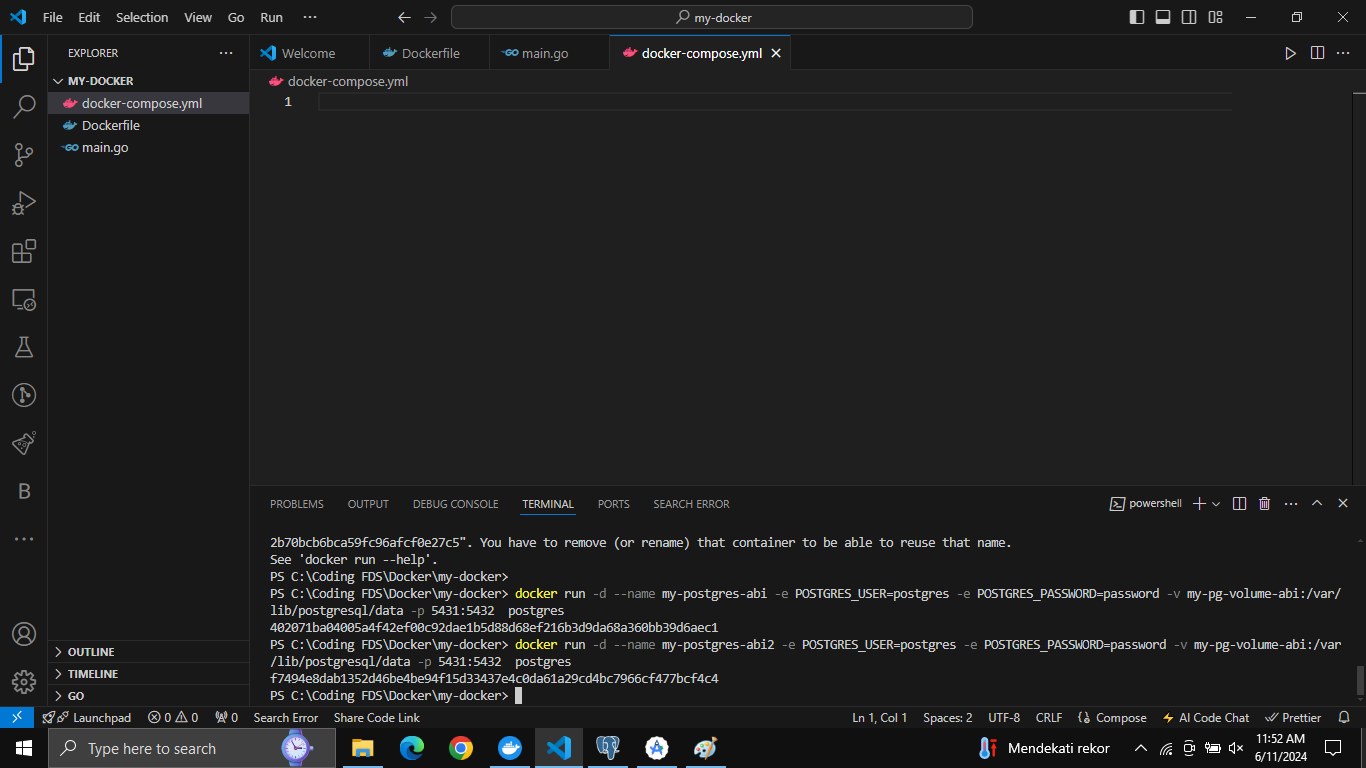 File Edit Selection View Go Run ··· my-docker
EXPLORER ···
MY-DOCKER
docker-compose.yml
Dockerfile
GO main.go
OUTLINE
TIMELINE
GO
Welcome Dockerfile GO main.go docker-compose.yml
docker-compose.yml
1
PROBLEMS OUTPUT DEBUG CONSOLE TERMINAL PORTS SEARCH ERROR powershell
2b70bcb6bca59fc96afcf0e27c5". You have to remove (or rename) that container to be able to reuse that name.
See 'docker run --help'.
PS C:\Coding FDS\Docker\my-docker>
PS C:\Coding FDS\Docker\my-docker> docker run -d --name my-postgres-abi -e POSTGRES_USER=postgres -e POSTGRES_PASSWORD=password -v my-pg-volume-abi:/var/
lib/postgresql/data -p 5431:5432  postgres
402071ba04005a4f42ef00c92dae1b5d88d68ef216b3d9da68a360bb39d6aec1
PS C:\Coding FDS\Docker\my-docker> docker run -d --name my-postgres-abi2 -e POSTGRES_USER=postgres -e POSTGRES_PASSWORD=password -v my-pg-volume-abi:/var
/lib/postgresql/data -p 5431:5432  postgres
f7494e8dab1352d46be4be94f15d33437e4c0da61a29cd4bc7966cf477bcf4c4
PS C:\Coding FDS\Docker\my-docker>
B
Launchpad 0 0 0 Search Error Share Code Link Ln 1, Col 1 Spaces: 2 UTF-8 CRLF Compose AI Code Chat Prettier
Type here to search Mendekati rekor 11:52 AM
6/11/2024